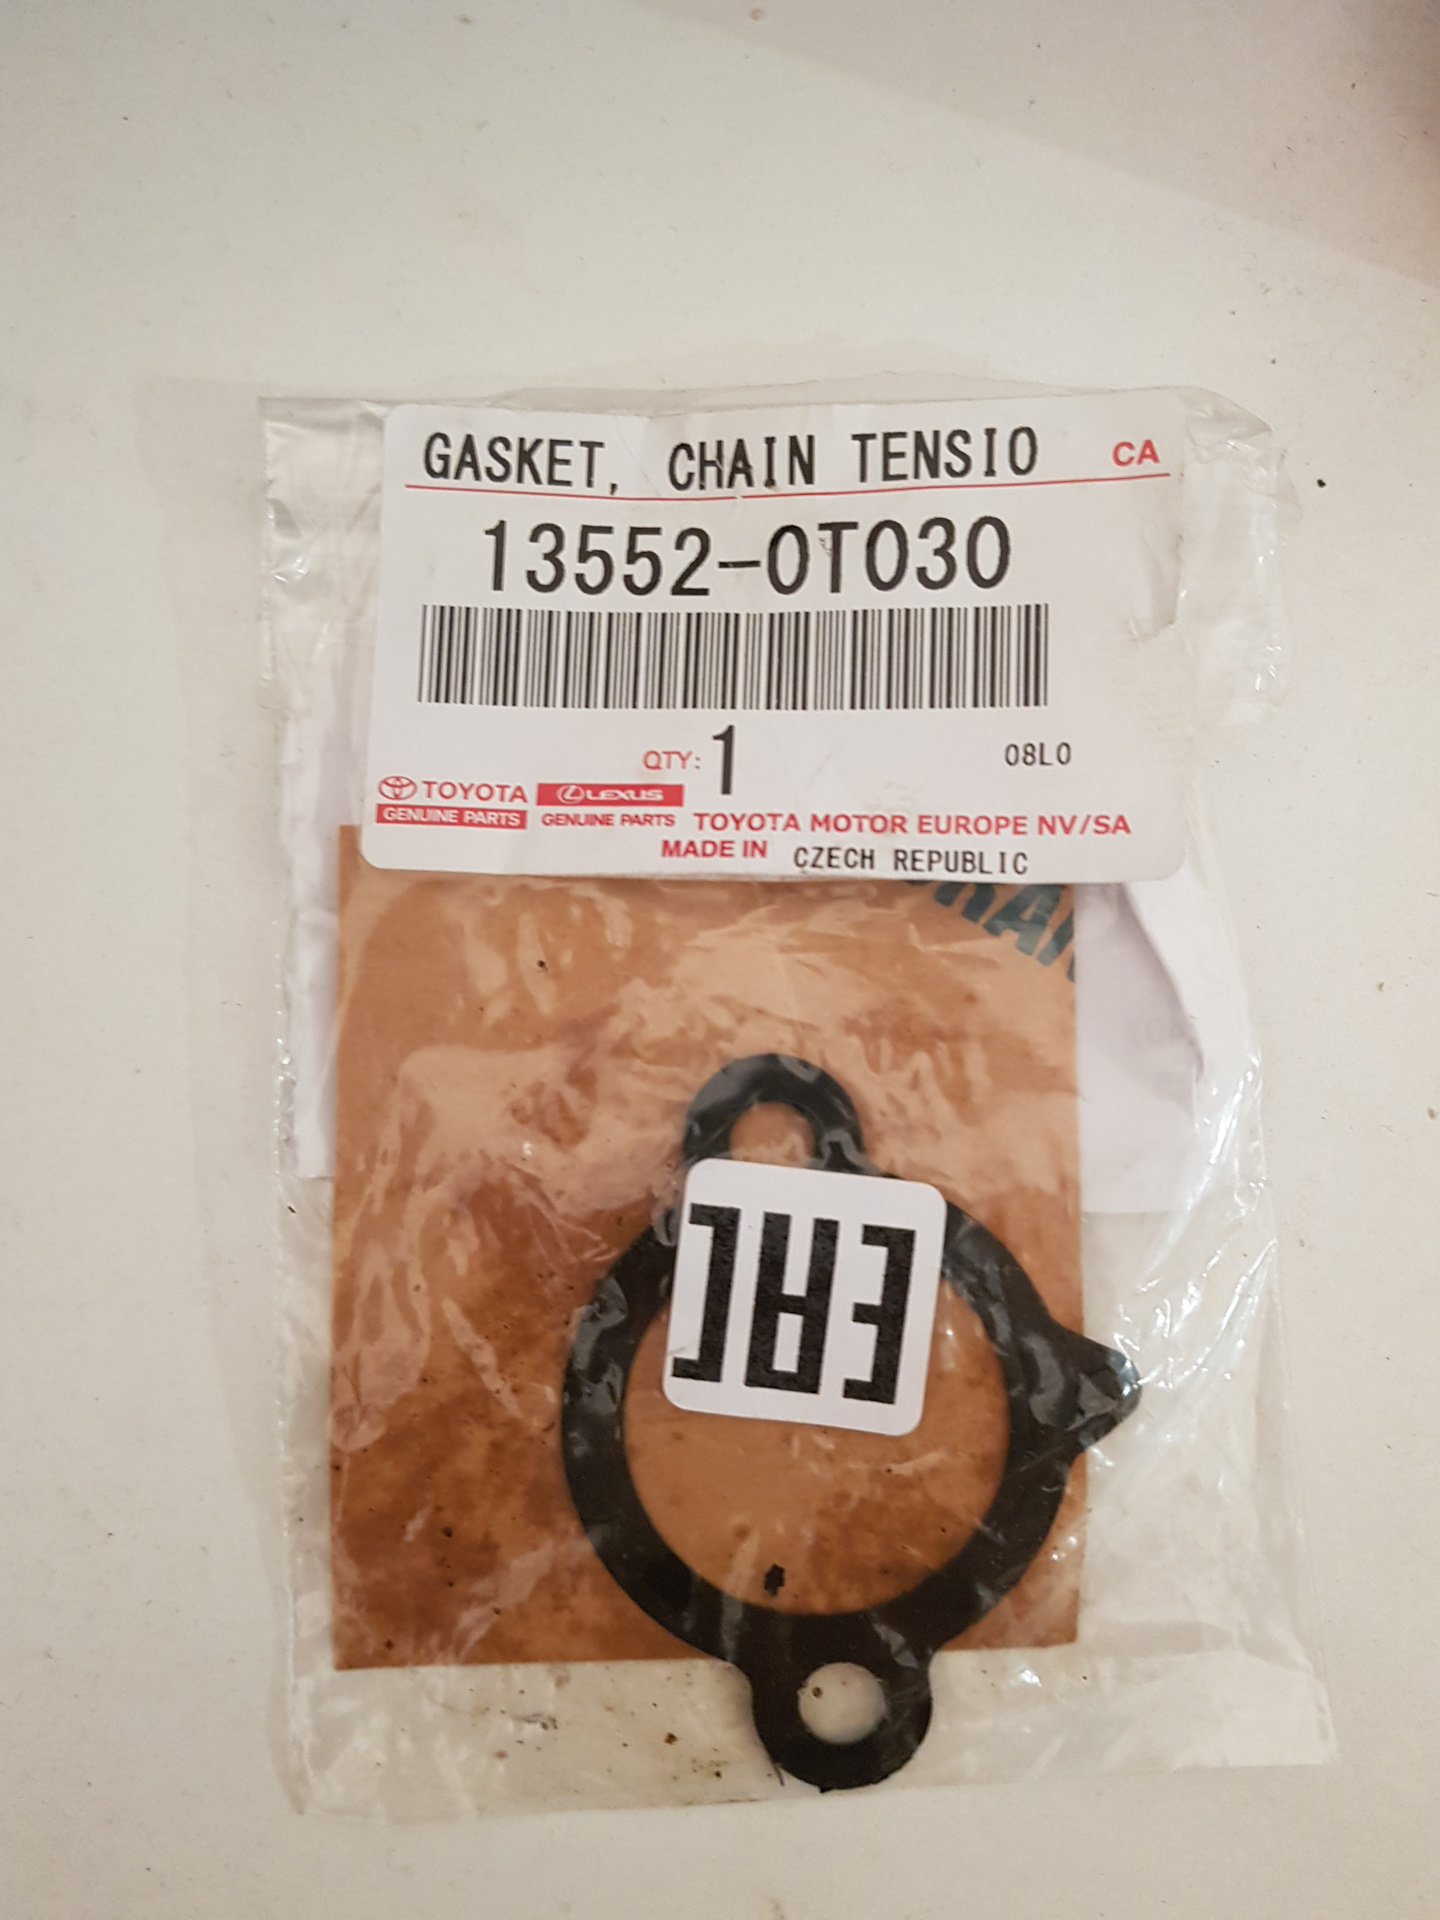 GASKET, CHAIN TENSIO CA
13552-0T030
QTY: 1 08L0
TOYOTA LEXUS
GENUINE PARTS GENUINE PARTS TOYOTA MOTOR EUROPE NV/SA
MADE IN CZECH REPUBLIC